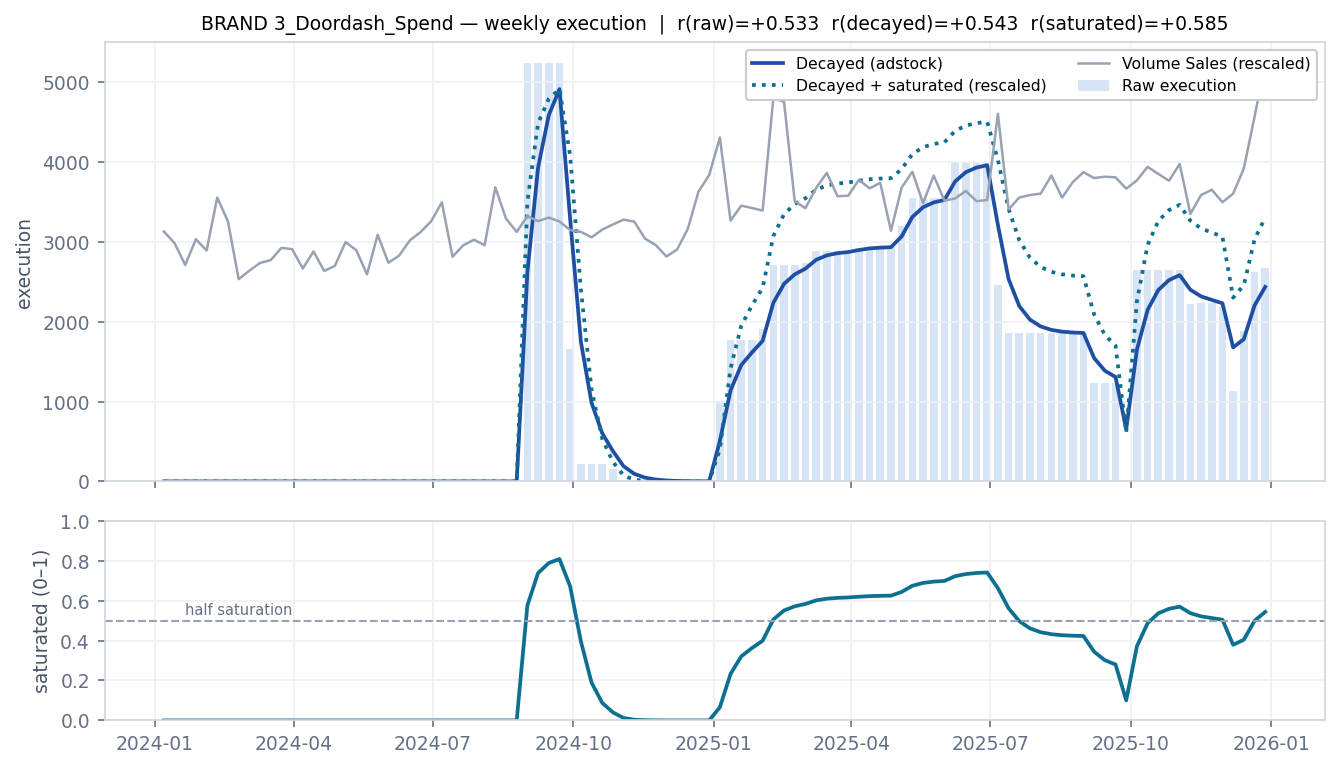 BRAND 3_Doordash_Spend — weekly execution | r(raw)=+0.533 r(decayed)=+0.543 r(saturated)=+0.585
Decayed (adstock)
Decayed + saturated (rescaled)
Volume Sales (rescaled)
Raw execution
execution
5000
4000
3000
2000
1000
0
saturated (0–1)
1.0
0.8
0.6
0.4
0.2
0.0
half saturation
2024-01
2024-04
2024-07
2024-10
2025-01
2025-04
2025-07
2025-10
2026-01